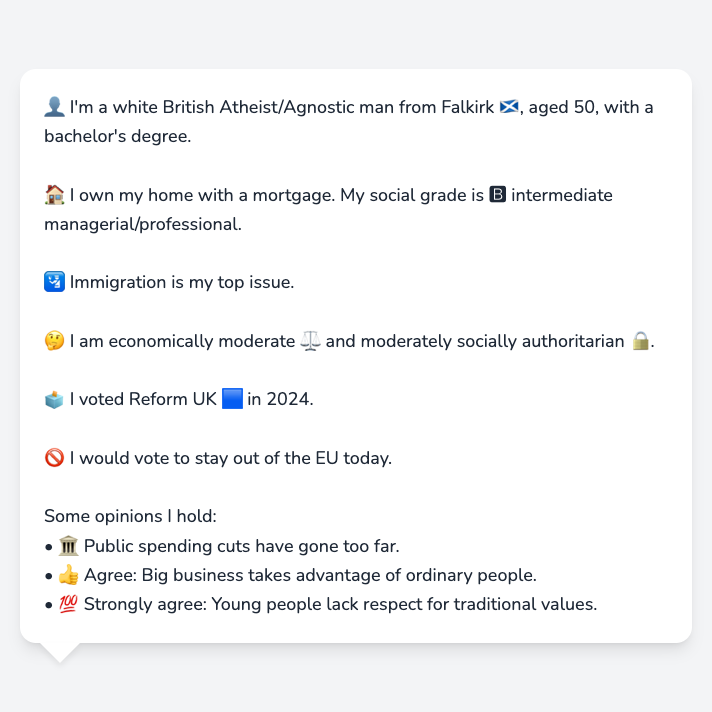 👤 I'm a white British Atheist/Agnostic man from Falkirk 🏴󠁧󠁢󠁳󠁣󠁴󠁿, aged 50, with a
bachelor's degree.
🏠 I own my home with a mortgage. My social grade is 🅱 intermediate
managerial/professional.
🛂 Immigration is my top issue.
🤔 I am economically moderate ⚖️ and moderately socially authoritarian 🔒.
🗳️ I voted Reform UK 🟦 in 2024.
🚫 I would vote to stay out of the EU today.
Some opinions I hold:
• 🏛️ Public spending cuts have gone too far.
• 👍 Agree: Big business takes advantage of ordinary people.
• 💯 Strongly agree: Young people lack respect for traditional values.